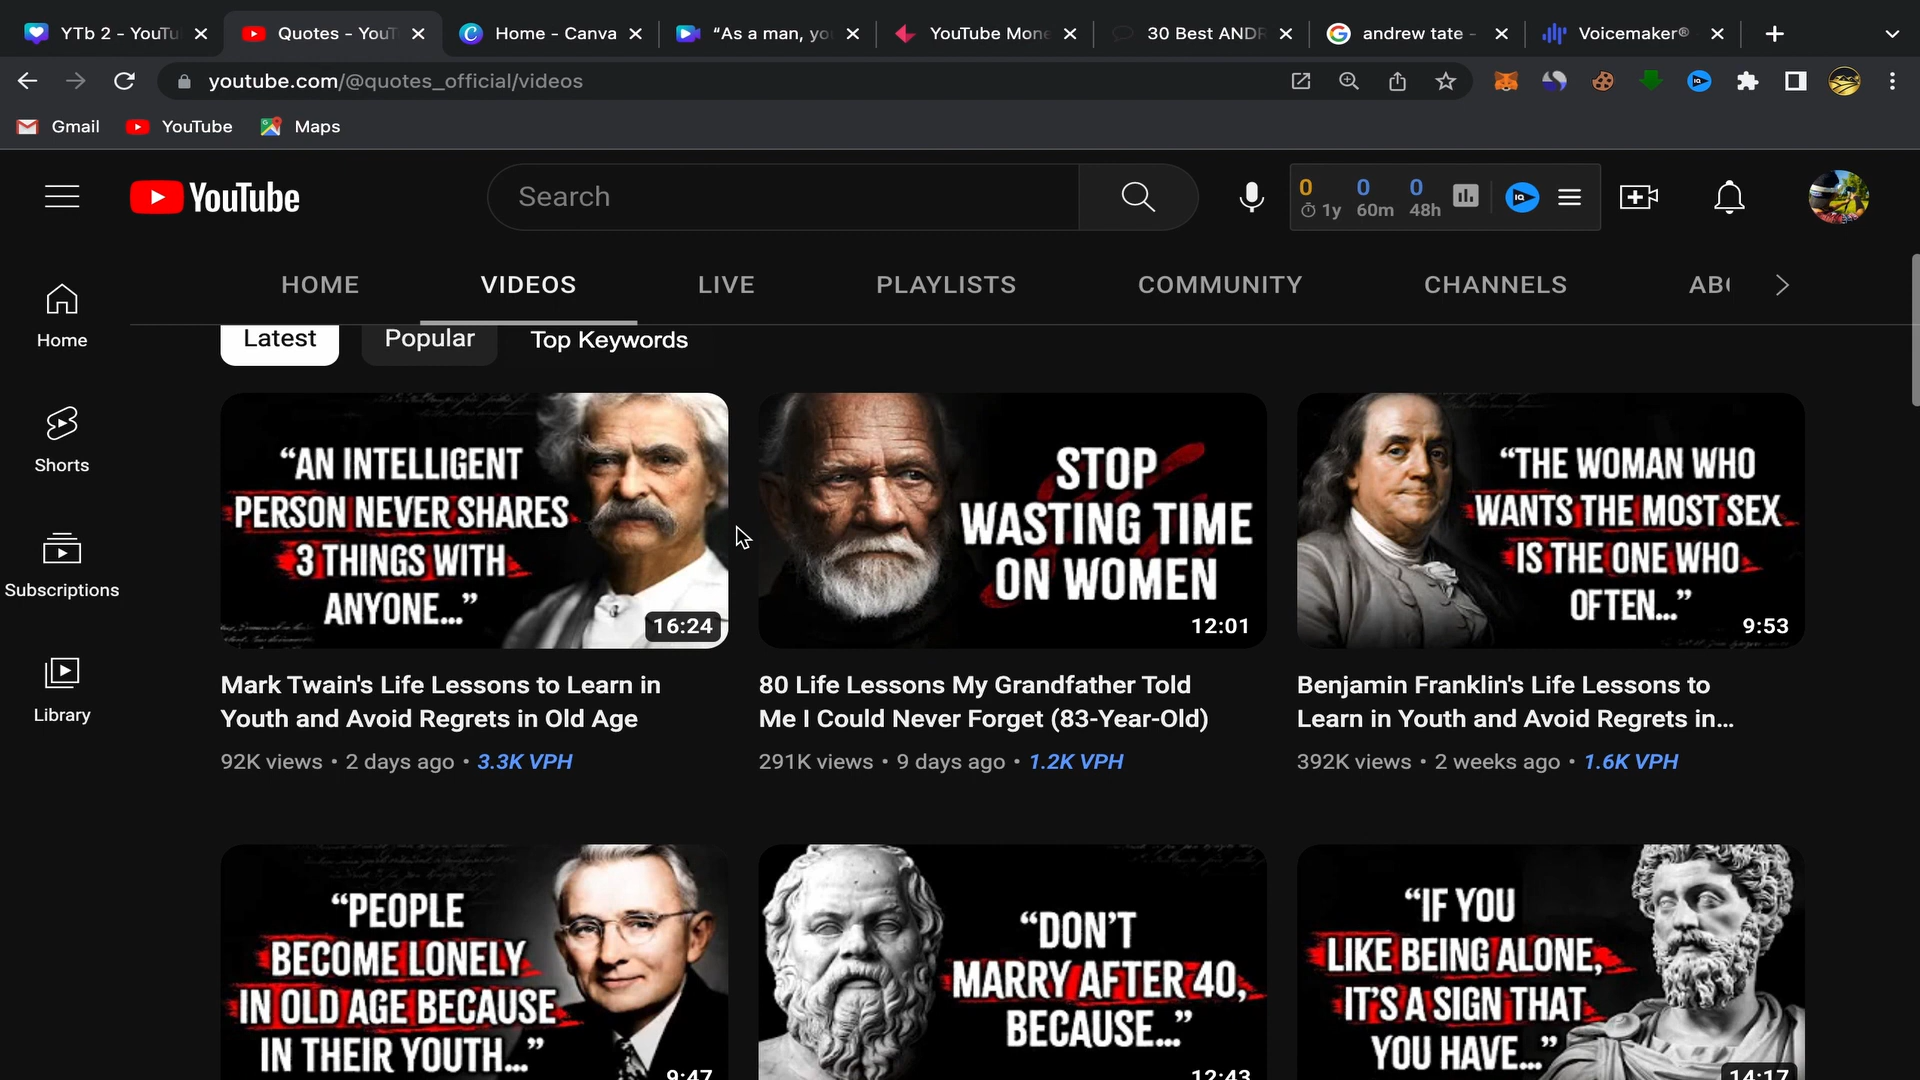 YTb 2 - YouTu
Quotes - YouT
Home - Canva
“As a man, yo
YouTube Mone
30 Best ANDR
andrew tate -
Voicemaker®
youtube.com/@quotes_official/videos
Gmail
YouTube
Maps
YouTube
Search
0 0 0
1y 60m 48h
IQ
HOME
VIDEOS
LIVE
PLAYLISTS
COMMUNITY
CHANNELS
ABO
Home
Shorts
Subscriptions
Library
Latest
Popular
Top Keywords
“AN INTELLIGENT
PERSON NEVER SHARES
3 THINGS WITH
ANYONE...”
16:24
Mark Twain's Life Lessons to Learn in
Youth and Avoid Regrets in Old Age
92K views • 2 days ago • 3.3K VPH
STOP
WASTING TIME
ON WOMEN
12:01
80 Life Lessons My Grandfather Told
Me I Could Never Forget (83-Year-Old)
291K views • 9 days ago • 1.2K VPH
“THE WOMAN WHO
WANTS THE MOST SEX
IS THE ONE WHO
OFTEN...”
9:53
Benjamin Franklin's Life Lessons to
Learn in Youth and Avoid Regrets in...
392K views • 2 weeks ago • 1.6K VPH
“PEOPLE
BECOME LONELY
IN OLD AGE BECAUSE
IN THEIR YOUTH...”
9:47
“DON'T
MARRY AFTER 40,
BECAUSE...”
12:43
“IF YOU
LIKE BEING ALONE,
IT'S A SIGN THAT
YOU HAVE...”
14:17